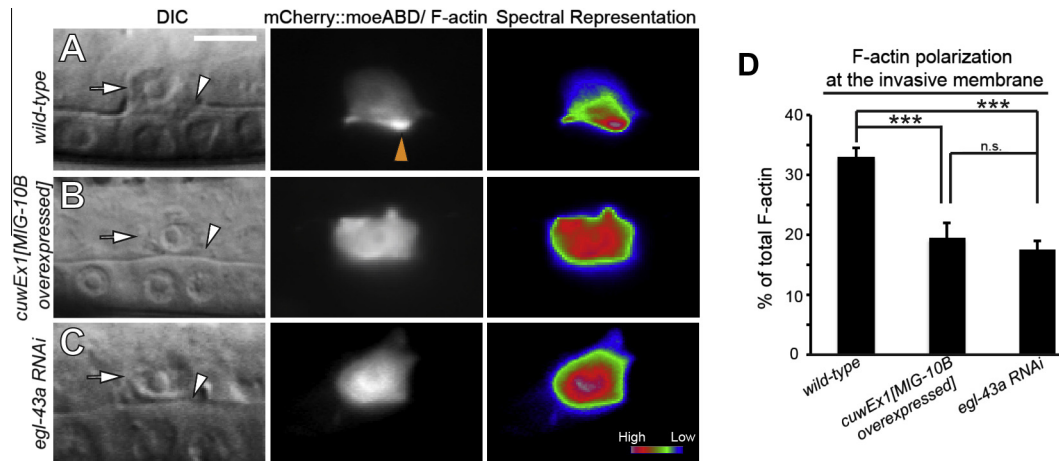 DIC
mCherry::moeABD/ F-actin
Spectral Representation
A
wild-type
B
cuwEx1[MIG-10B
overexpressed]
C
egl-43a RNAi
High Low
D
F-actin polarization
at the invasive membrane
***
***
n.s.
% of total F-actin
40
30
20
10
0
wild-type
cuwEx1[MIG-10B
overexpressed]
egl-43a RNAi